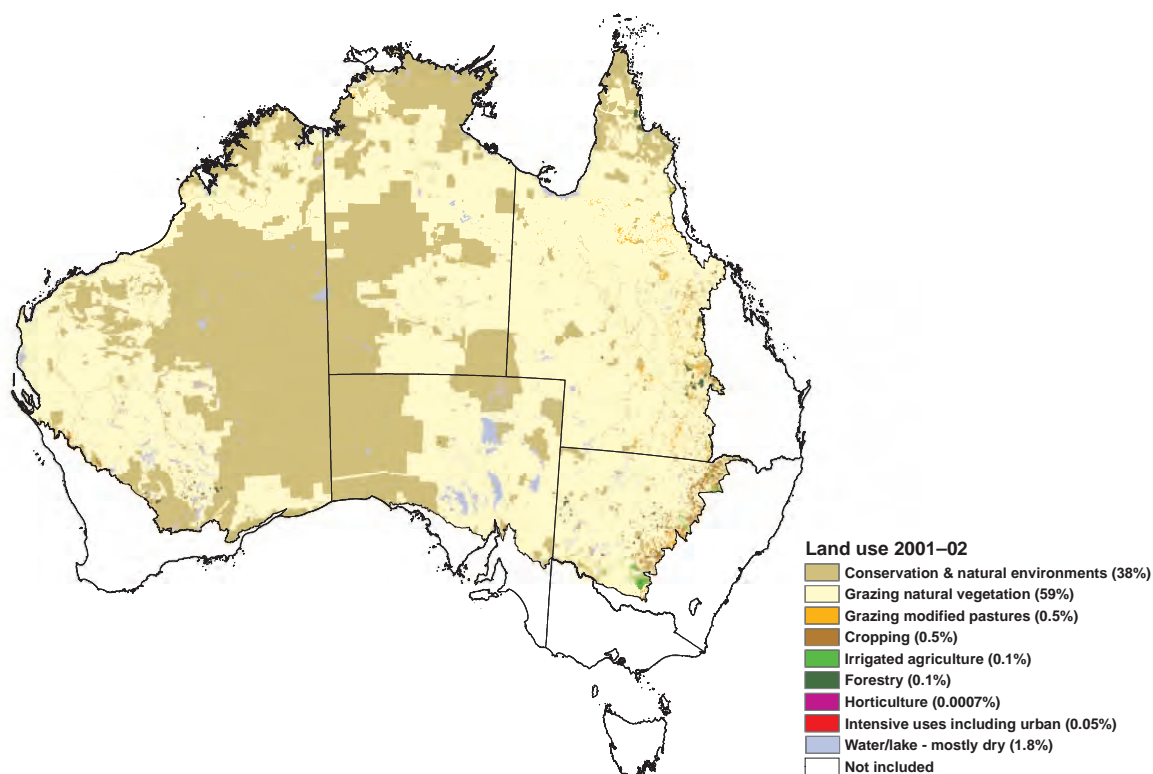 Land use 2001–02
Conservation & natural environments (38%)
Grazing natural vegetation (59%)
Grazing modified pastures (0.5%)
Cropping (0.5%)
Irrigated agriculture (0.1%)
Forestry (0.1%)
Horticulture (0.0007%)
Intensive uses including urban (0.05%)
Water/lake - mostly dry (1.8%)
Not included